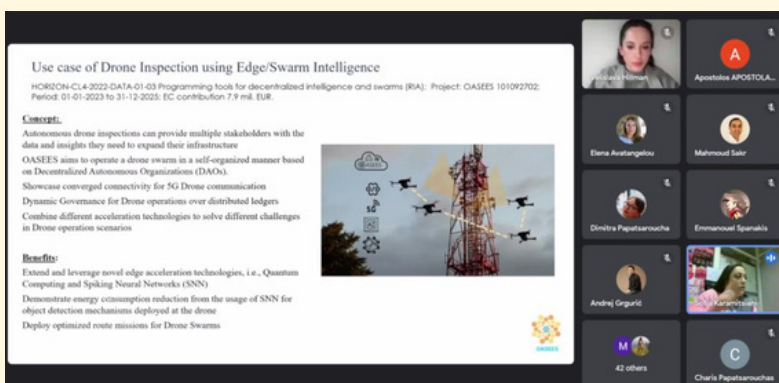 Use case of Drone Inspection using Edge/Swarm Intelligence
HORIZON-CL4-2022-DATA-01-03 Programming tools for decentralized intelligence and swarms (RIA); Project: OASEES 101092702;
Period: 01-01-2023 to 31-12-2025; EC contribution 7.9 mil. EUR.
Concept:
Autonomous drone inspections can provide multiple stakeholders with the
data and insights they need to expand their infrastructure
OASEES aims to operate a drone swarm in a self-organized manner based
on Decentralized Autonomous Organizations (DAOs).
Showcase converged connectivity for 5G Drone communication
Dynamic Governance for Drone operations over distributed ledgers
Combine different acceleration technologies to solve different challenges
in Drone operation scenarios
Benefits:
Extend and leverage novel edge acceleration technologies, i.e., Quantum
Computing and Spiking Neural Networks (SNN)
Demonstrate energy consumption reduction from the usage of SNN for
object detection mechanisms deployed at the drone
Deploy optimized route missions for Drone Swarms
5G
OASEES
Hillman
A
Apostolos APOSTOLA...
Elena Avatangelou
Mahmoud Sakr
Dimitra Papatsaroucha
Emmanouel Spanakis
Andrej Grgurić
Karamitsiani
M
42 others
C
Charis Papatsarouchas